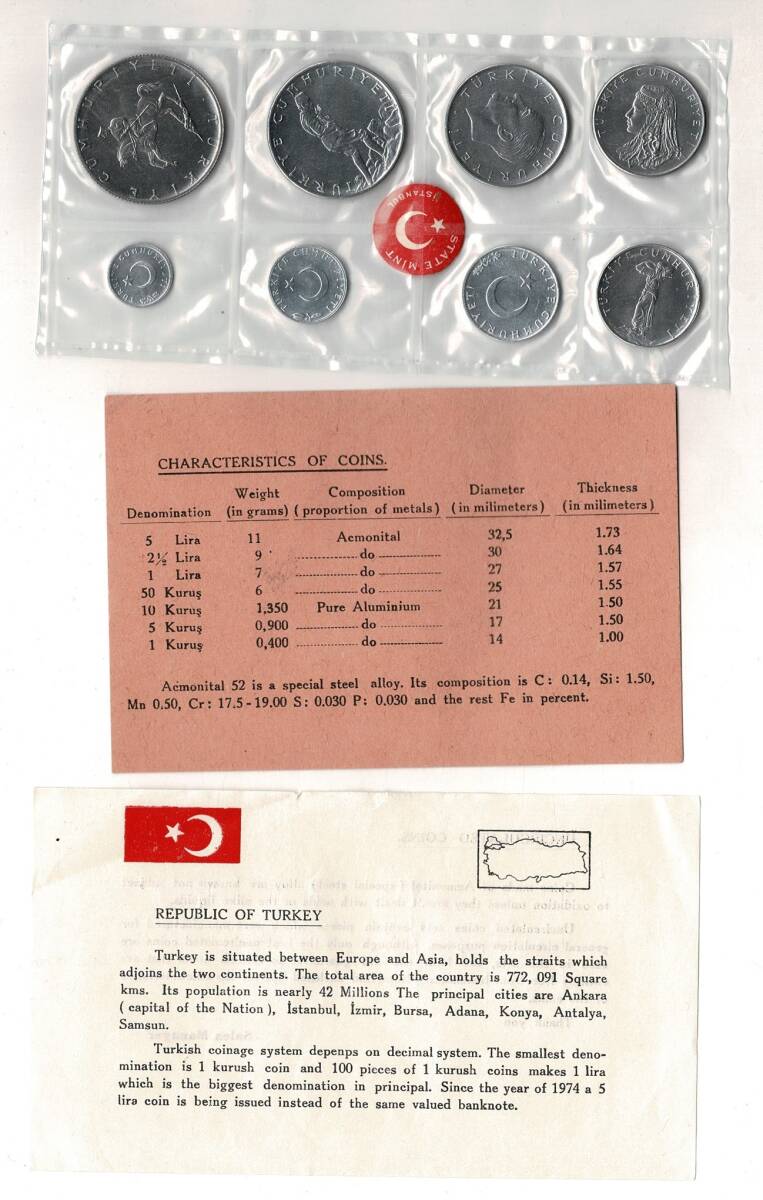 TÜRKİYE CUMHURİYETİ
TÜRKİYE CUMHURİYETİ
TÜRKİYE CUMHURİYETİ
TÜRKİYE CUMHURİYETİ
STATE MINT
ISTANBUL
TÜRKİYE CUMHURİYETİ
TÜRKİYE CUMHURİYETİ
TÜRKİYE CUMHURİYETİ
TÜRKİYE CUMHURİYETİ
CHARACTERISTICS OF COINS.
Weight Composition Diameter Thickness
Denomination (in grams) ( proportion of metals) (in milimeters) (in milimeters)
5 Lira 11 Acmonital 32,5 1.73
2½ Lira 9 do 30 1.64
1 Lira 7 do 27 1.57
50 Kuruş 6 do 25 1.55
10 Kuruş 1,350 Pure Aluminium 21 1.50
5 Kuruş 0,900 do 17 1.50
1 Kuruş 0,400 do 14 1.00
Acmonital 52 is a special steel alloy. Its composition is C: 0.14, Si: 1.50,
Mn 0.50, Cr: 17.5-19.00 S: 0.030 P: 0.030 and the rest Fe in percent.
REPUBLIC OF TURKEY
Turkey is situated between Europe and Asia, holds the straits which
adjoins the two continents. The total area of the country is 772, 091 Square
kms. Its population is nearly 42 Millions The principal cities are Ankara
( capital of the Nation ), İstanbul, İzmir, Bursa, Adana, Konya, Antalya,
Samsun.
Turkish coinage system depenps on decimal system. The smallest deno-
mination is 1 kurush coin and 100 pieces of 1 kurush coins makes 1 lira
which is the biggest denomination in principal. Since the year of 1974 a 5
lira coin is being issued instead of the same valued banknote.